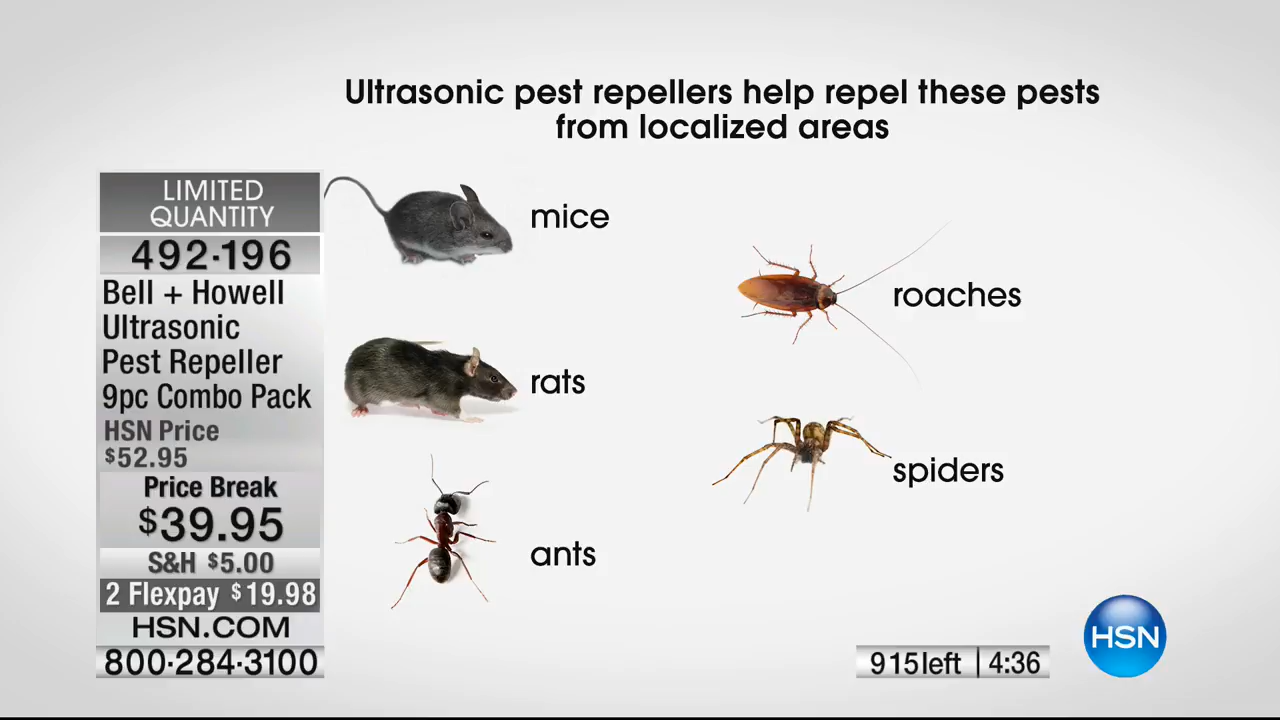 Ultrasonic pest repellers help repel these pests
from localized areas
LIMITED
QUANTITY
492·196
Bell + Howell
Ultrasonic
Pest Repeller
9pc Combo Pack
HSN Price
$52.95
Price Break
$39.95
S&H $5.00
2 Flexpay $19.98
HSN.COM
800·284·3100
mice
rats
ants
roaches
spiders
915left | 4:36
HSN